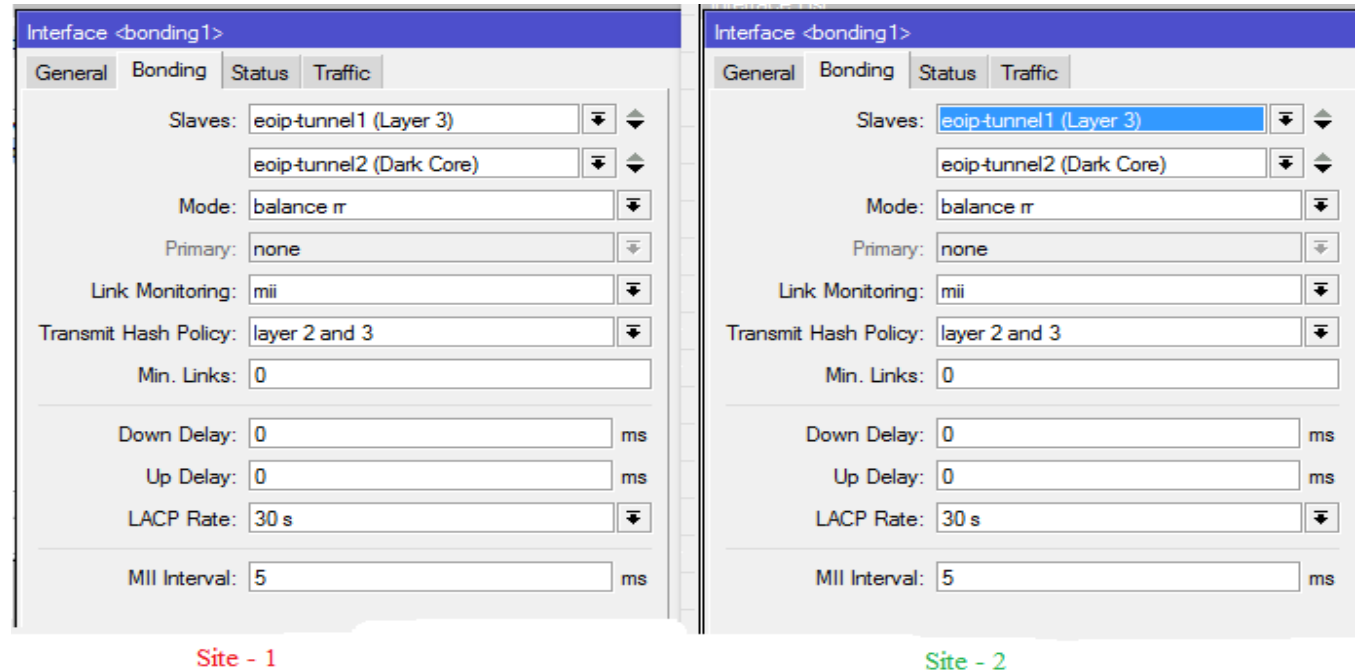 Interface <bonding1>
General Bonding Status Traffic
Slaves: eoip-tunnel1 (Layer 3)
eoip-tunnel2 (Dark Core)
Mode: balance rr
Primary: none
Link Monitoring: mii
Transmit Hash Policy: layer 2 and 3
Min. Links: 0
Down Delay: 0 ms
Up Delay: 0 ms
LACP Rate: 30 s
MII Interval: 5 ms
Site - 1
Interface <bonding1>
General Bonding Status Traffic
Slaves: eoip-tunnel1 (Layer 3)
eoip-tunnel2 (Dark Core)
Mode: balance rr
Primary: none
Link Monitoring: mii
Transmit Hash Policy: layer 2 and 3
Min. Links: 0
Down Delay: 0 ms
Up Delay: 0 ms
LACP Rate: 30 s
MII Interval: 5 ms
Site - 2